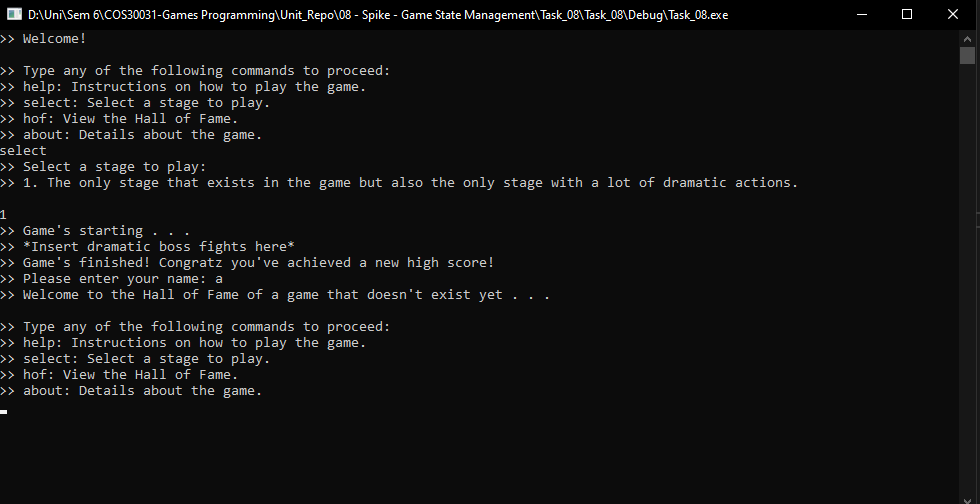 D:\Uni\Sem 6\COS30031-Games Programming\Unit_Repo\08 - Spike - Game State Management\Task_08\Task_08\Debug\Task_08.exe
>> Welcome!
>> Type any of the following commands to proceed:
>> help: Instructions on how to play the game.
>> select: Select a stage to play.
>> hof: View the Hall of Fame.
>> about: Details about the game.
select
>> Select a stage to play:
>> 1. The only stage that exists in the game but also the only stage with a lot of dramatic actions.
1
>> Game's starting . . .
>> *Insert dramatic boss fights here*
>> Game's finished! Congratz you've achieved a new high score!
>> Please enter your name: a
>> Welcome to the Hall of Fame of a game that doesn't exist yet . . .
>> Type any of the following commands to proceed:
>> help: Instructions on how to play the game.
>> select: Select a stage to play.
>> hof: View the Hall of Fame.
>> about: Details about the game.